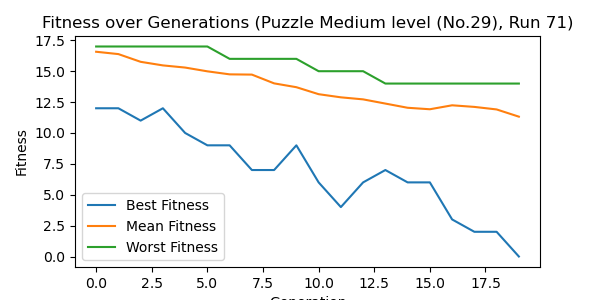 Fitness over Generations (Puzzle Medium level (No.29), Run 71)
17.5
15.0
12.5
10.0
7.5
5.0
2.5
0.0
Fitness
Best Fitness
Mean Fitness
Worst Fitness
0.0 2.5 5.0 7.5 10.0 12.5 15.0 17.5
Generation